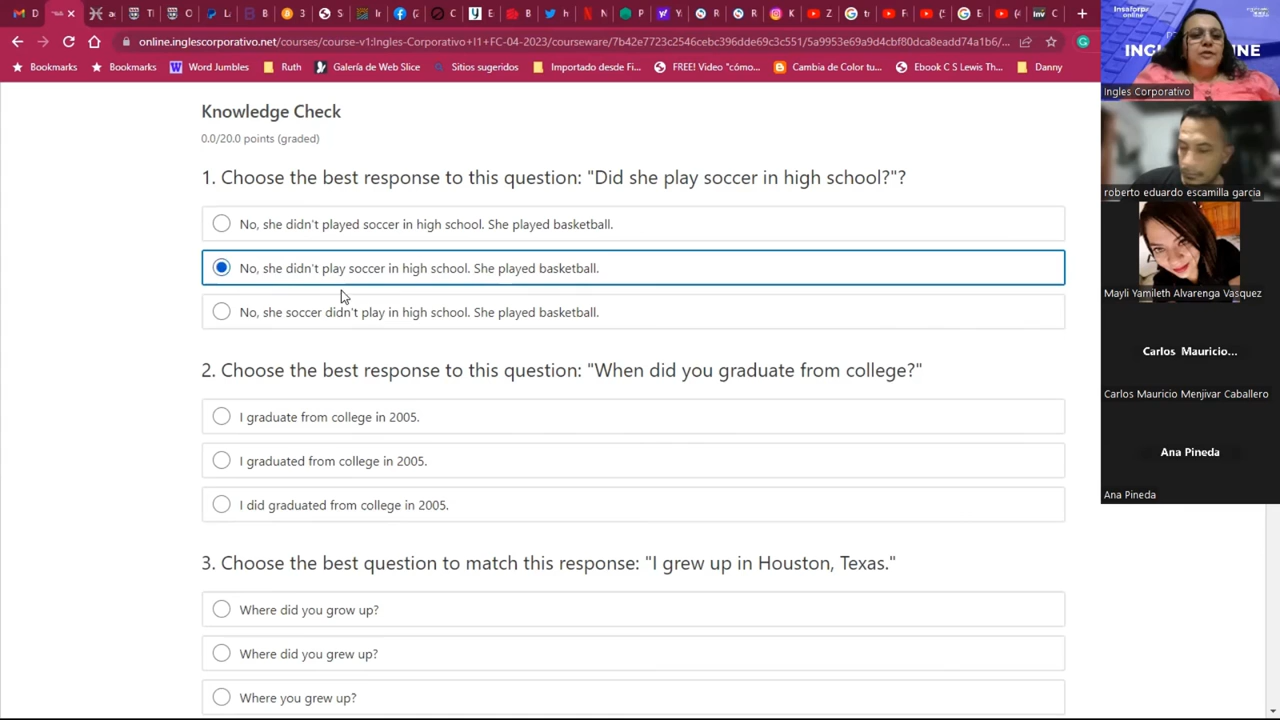 online.inglescorporativo.net/courses/course-v1:Ingles-Corporativo+I1+FC-04-2023/courseware/7b42e7723c2546cebc396dde69c3c551/5a9953e69a9d4cbf80dca8eadd74a1b6/...
Bookmarks
Bookmarks
Word Jumbles
Ruth
Galería de Web Slice
Sitios sugeridos
Importado desde Fi...
FREE! Video "cómo...
Cambia de Color tu...
Ebook C S Lewis Th...
Danny
Insaforp
online
Ingles Corporativo
roberto eduardo escamilla garcia
Mayli Yamileth Alvarenga Vasquez
Carlos Mauricio...
Carlos Mauricio Menjivar Caballero
Ana Pineda
Ana Pineda
Knowledge Check
0.0/20.0 points (graded)
1. Choose the best response to this question: "Did she play soccer in high school?"?
No, she didn't played soccer in high school. She played basketball.
No, she didn't play soccer in high school. She played basketball.
No, she soccer didn't play in high school. She played basketball.
2. Choose the best response to this question: "When did you graduate from college?"
I graduate from college in 2005.
I graduated from college in 2005.
I did graduated from college in 2005.
3. Choose the best question to match this response: "I grew up in Houston, Texas."
Where did you grow up?
Where did you grew up?
Where you grew up?